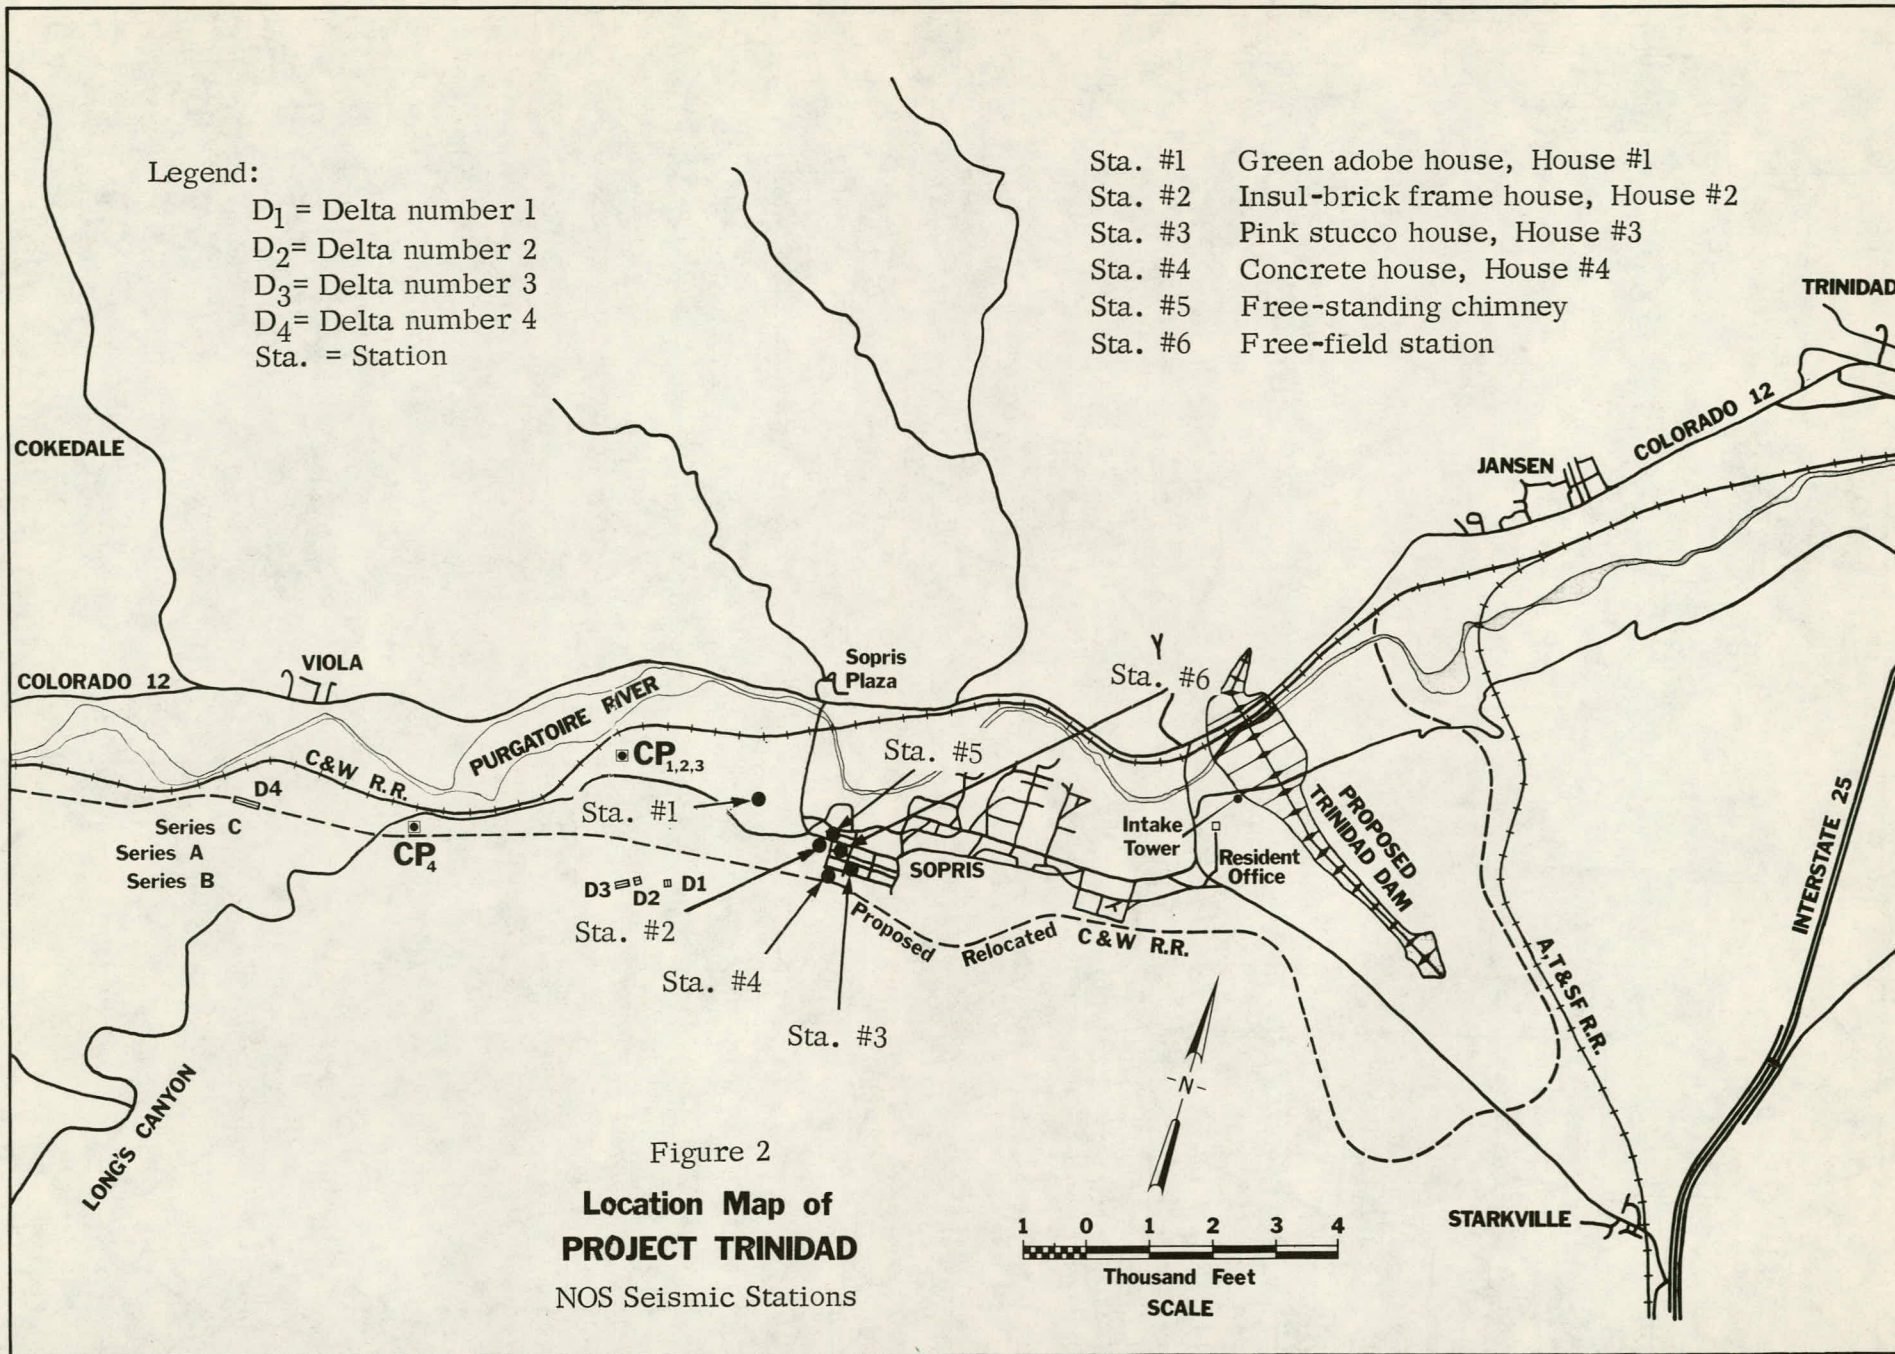 Legend:
D1 = Delta number 1
D2= Delta number 2
D3= Delta number 3
D4= Delta number 4
Sta. = Station
Sta. #1 Green adobe house, House #1
Sta. #2 Insul-brick frame house, House #2
Sta. #3 Pink stucco house, House #3
Sta. #4 Concrete house, House #4
Sta. #5 Free-standing chimney
Sta. #6 Free-field station
TRINIDAD
COLORADO 12
JANSEN
COKEDALE
COLORADO 12
VIOLA
PURGATOIRE RIVER
Sopris
Plaza
Sta. #6
C&W R.R.
CP1,2,3
Sta. #5
Sta. #1
D4
Series C
Series A
Series B
CP4
D3
D2
D1
Sta. #2
Sta. #4
Sta. #3
SOPRIS
Intake
Tower
Resident
Office
PROPOSED
TRINIDAD DAM
Proposed Relocated C&W R.R.
A,T&SF R.R.
INTERSTATE 25
LONG'S CANYON
-N-
STARKVILLE
Figure 2
Location Map of
PROJECT TRINIDAD
NOS Seismic Stations
1 0 1 2 3 4
Thousand Feet
SCALE